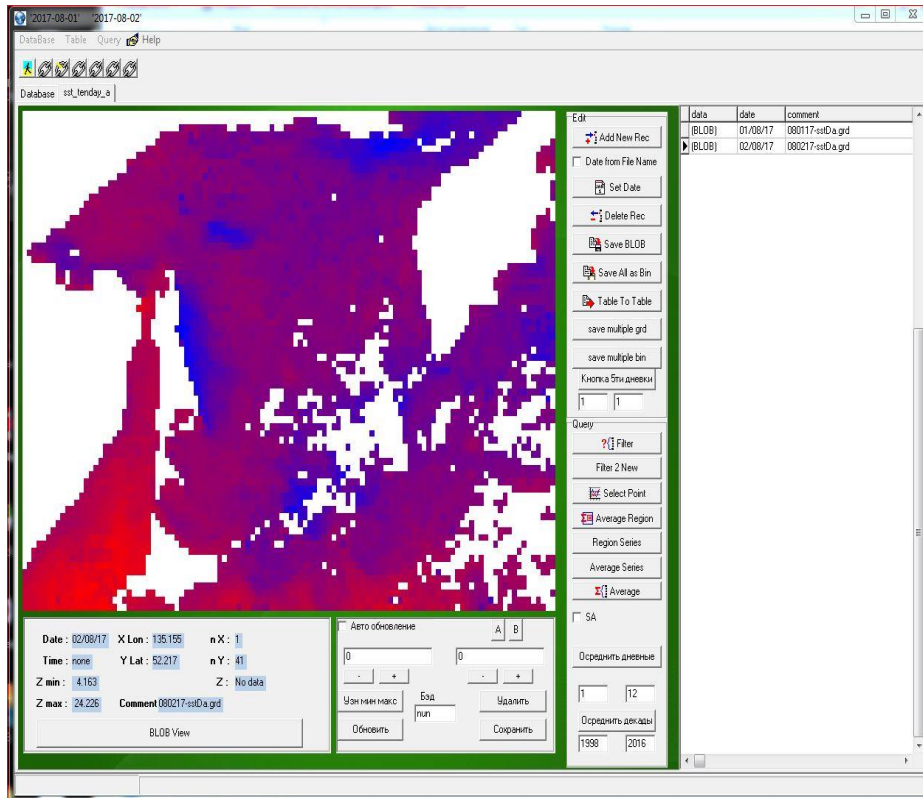 '2017-08-01' '2017-08-02'
DataBase Table Query Help
Database sst_tenday_a
Edit
Add New Rec
Date from File Name
Set Date
Delete Rec
Save BLOB
Save All as Bin
Table To Table
save multiple grd
save multiple bin
Кнопка 5ти дневки
1 1
Query
Filter
Filter 2 New
Select Point
Average Region
Region Series
Average Series
Average
SA
Осреднить дневные
1 12
Осреднить декады
1998 2016
data date comment
(BLOB) 01/08/17 080117-sstDa.grd
(BLOB) 02/08/17 080217-sstDa.grd
Date : 02/08/17 X Lon : 135.155 n X : 1
Time : none Y Lat : 52.217 n Y : 41
Z min : 4.163 Z : No data
Z max : 24.226 Comment 080217-sstDa.grd
BLOB View
Авто обновление A B
0 0
- + - +
Узн мин макс Бэд Удалить
nun
Обновить Сохранить